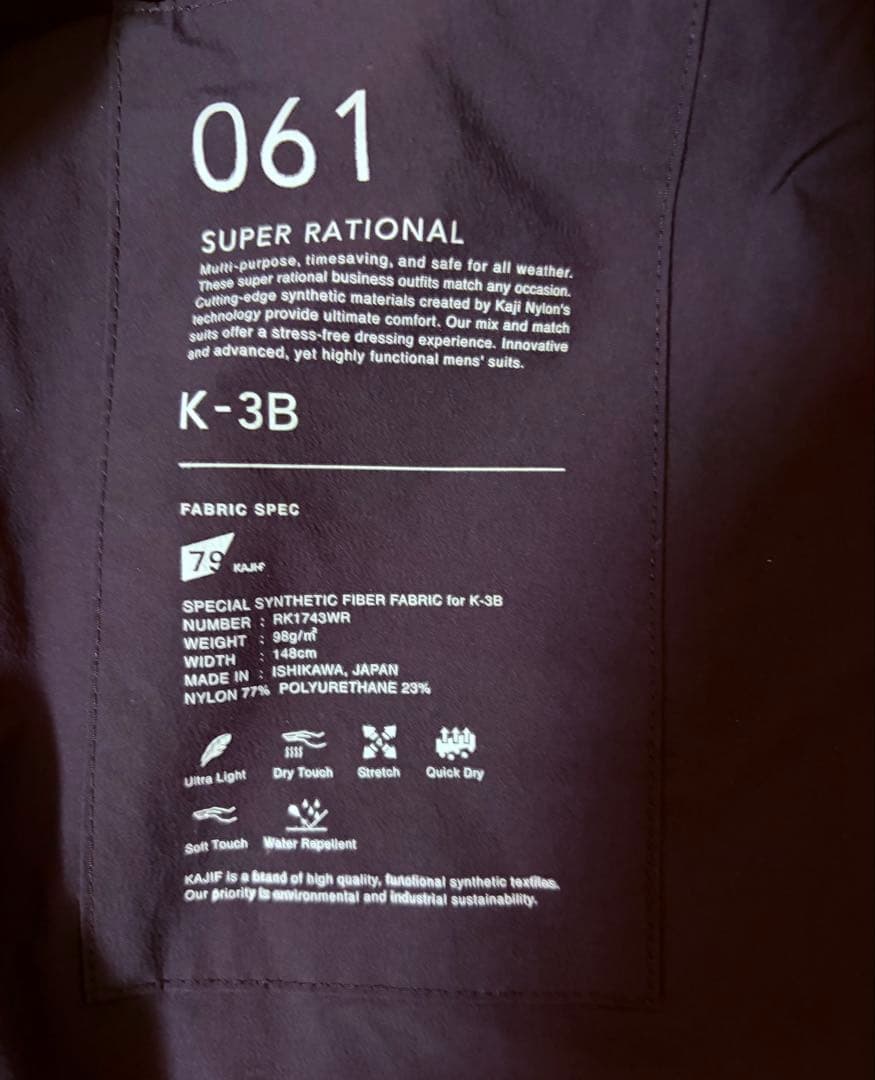 061
SUPER RATIONAL
Multi-purpose, timesaving, and safe for all weather.
These super rational business outfits match any occasion.
Cutting-edge synthetic materials created by Kaji Nylon's
technology provide ultimate comfort. Our mix and match
suits offer a stress-free dressing experience. Innovative
and advanced, yet highly functional mens' suits.
K-3B
FABRIC SPEC
79 KAJIF
SPECIAL SYNTHETIC FIBER FABRIC for K-3B
NUMBER : RK1743WR
WEIGHT : 98g/㎡
WIDTH : 148cm
MADE IN : ISHIKAWA, JAPAN
NYLON 77% POLYURETHANE 23%
Ultra Light Dry Touch Stretch Quick Dry
Soft Touch Water Repellent
KAJIF is a brand of high quality, functional synthetic textiles.
Our priority is environmental and industrial sustainability.